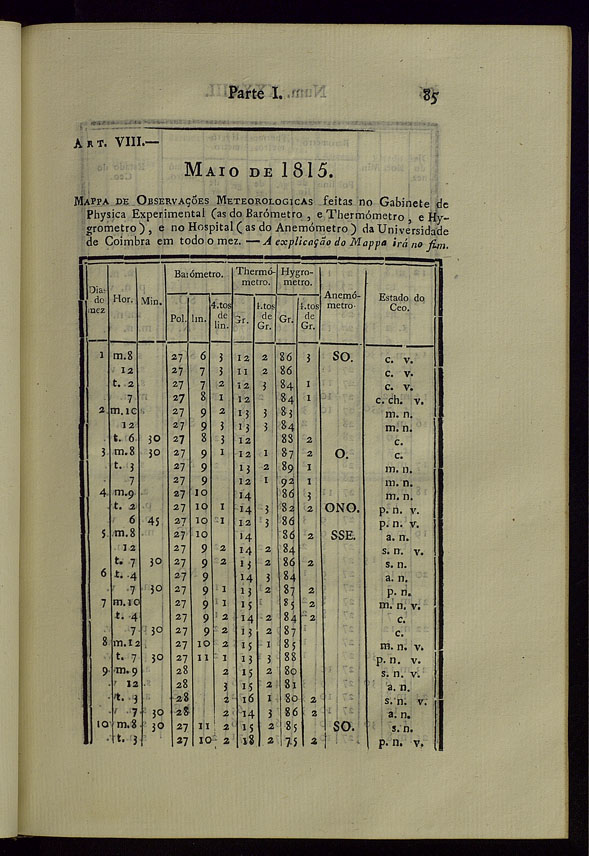 Parte I. 85
ART. VIII.—
MAIO DE 1815.
MAPPA DE OBSERVAÇÕES METEOROLOGICAS feitas no Gabinete de
Physica Experimental (as do Barómetro, e Thermómetro, e Hy-
grometro), e no Hospital (as do Anemómetro) da Universidade
de Coimbra em todo o mez. — A explicação do Mappa irá no fim.
Dias do mez Hor. Min. Barómetro. Thermómetro. Hygrometro. Anemómetro. Estado do Ceo.
Pol. lin. 4.tos de lin. Gr. 4.tos de Gr. Gr. 4.tos de Gr.
1 m.8 27 6 3 12 2 86 3 SO. c. v.
12 27 7 3 11 2 86 c. v.
t. 2 27 7 2 12 3 84 1 c. v.
7 27 8 1 12 84 1 c. ch. v.
2 m.10 27 9 2 13 3 83 m. n.
12 27 9 3 13 3 84 m. n.
t. 6 30 27 8 3 12 88 2 c.
3 m.8 30 27 9 1 12 1 87 2 O. c.
t. 3 27 9 13 2 89 1 m. n.
7 27 9 12 1 92 1 m. n.
4 m.9 27 10 14 86 3 m. n.
t. 2 27 10 1 14 3 82 2 ONO. p. n. v.
6 45 27 10 1 12 3 86 p. n. v.
5 m.8 27 10 14 86 2 SSE. a. n.
12 27 9 2 14 2 84 s. n. v.
t. 7 30 27 9 2 13 2 86 2 s. n.
6 t. 4 27 9 14 3 84 a. n.
7 30 27 9 1 13 2 87 2 p. n.
7 m.10 27 9 1 15 85 2 m. n. v.
t. 4 27 9 2 14 2 84 2 c.
7 30 27 9 2 13 2 87 c.
8 m.12 27 10 2 15 1 85 m. n. v.
t. 7 30 27 11 1 13 3 88 p. n. v.
9 m.9 28 2 15 2 80 s. n. v.
12 28 3 15 2 81 a. n.
t. 3 28 2 16 1 80 2 s. n. v.
7 30 28 2 14 3 86 2 a. n.
10 m.8 30 27 11 2 15 2 85 SO. s. n.
t. 3 27 10 2 18 2 75 2 p. n. v.